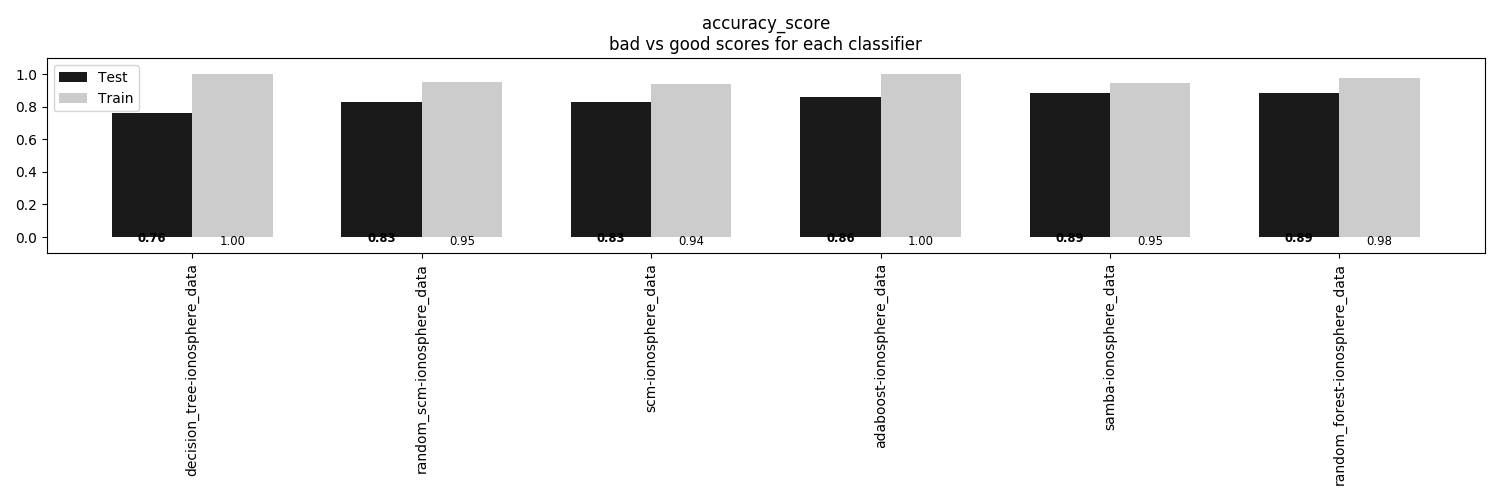 accuracy_score
bad vs good scores for each classifier
Test
Train
1.0
0.8
0.6
0.4
0.2
0.0
0.76
1.00
0.83
0.95
0.83
0.94
0.86
1.00
0.89
0.95
0.89
0.98
decision_tree-ionosphere_data
random_scm-ionosphere_data
scm-ionosphere_data
adaboost-ionosphere_data
samba-ionosphere_data
random_forest-ionosphere_data